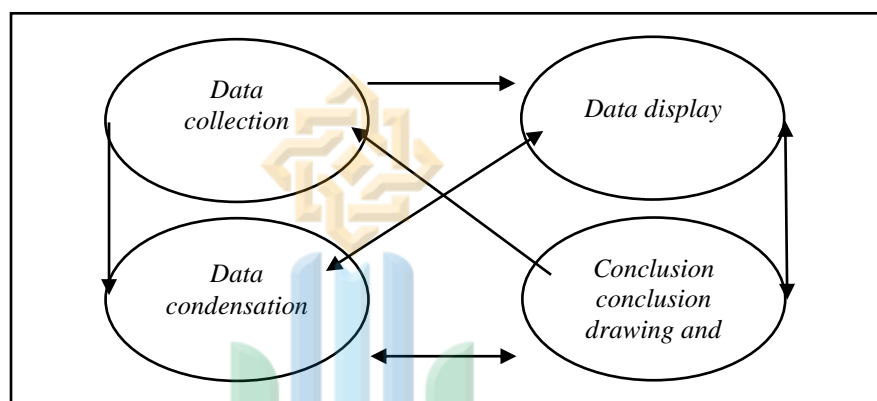 Data
collection
Data display
Data
condensation
Conclusion
conclusion
drawing and